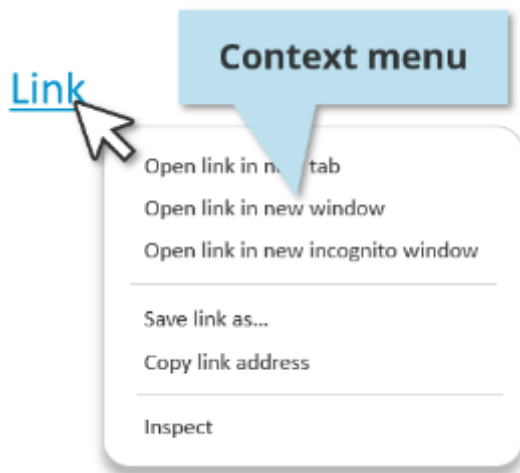 Context menu
Link
Open link in n tab
Open link in new window
Open link in new incognito window
Save link as...
Copy link address
Inspect